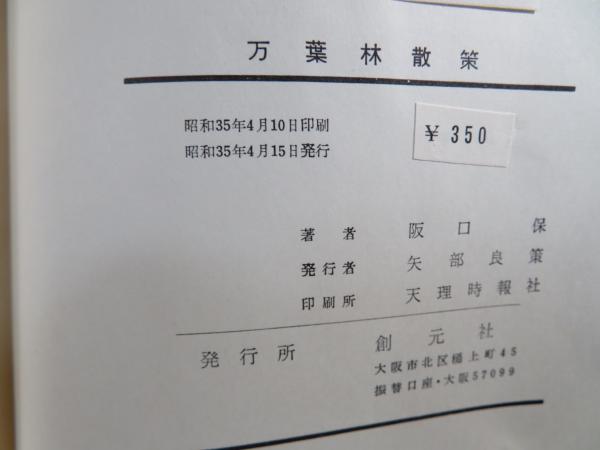 万葉林散策
昭和35年4月10日印刷
昭和35年4月15日発行
¥350
著者 阪口保
発行者 矢部良策
印刷所 天理時報社
発行所 創元社
大阪市北区樋上町45
振替口座・大阪57099